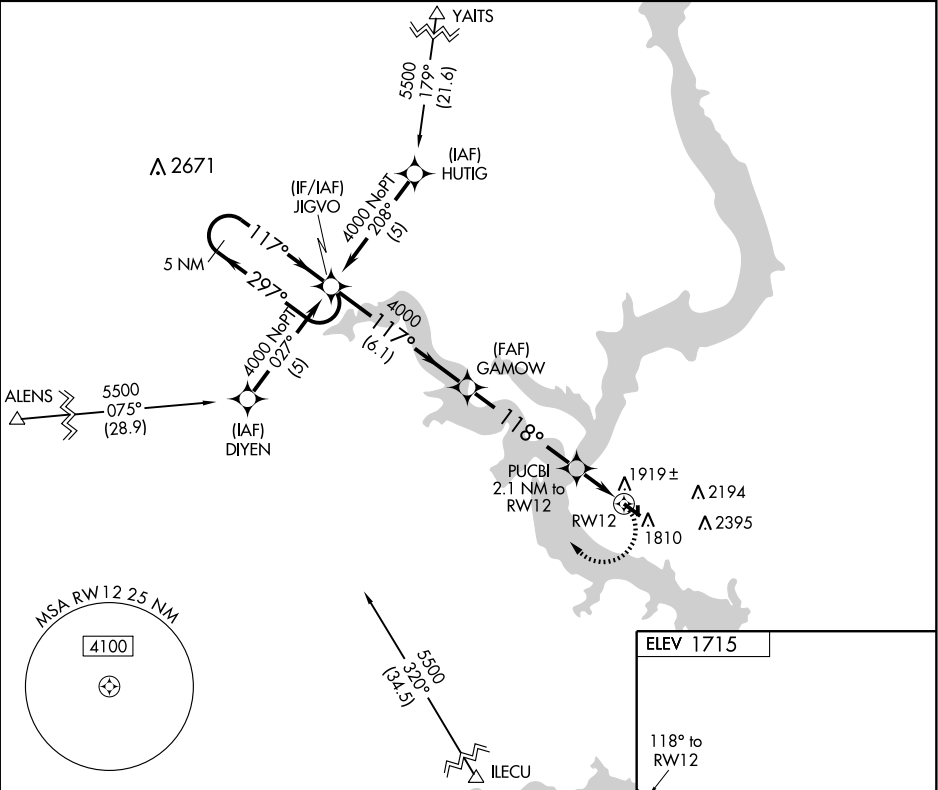 YAITS
5500
179°
(21.6)
2671
(IAF)
HUTIG
(IF/IAF)
JIGVO
4000 NoPT
208°
(5)
117°
5 NM
297°
4000
117°
(6.1)
4000 NoPT
027°
(5)
(FAF)
GAMOW
ALENS
5500
075°
(28.9)
(IAF)
DIYEN
118°
PUCBI
2.1 NM to
RW12
1919±
2194
RW12
1810
2395
MSA RW12 25 NM
4100
5500
320°
(34.5)
ILECU
ELEV 1715
118° to
RW12